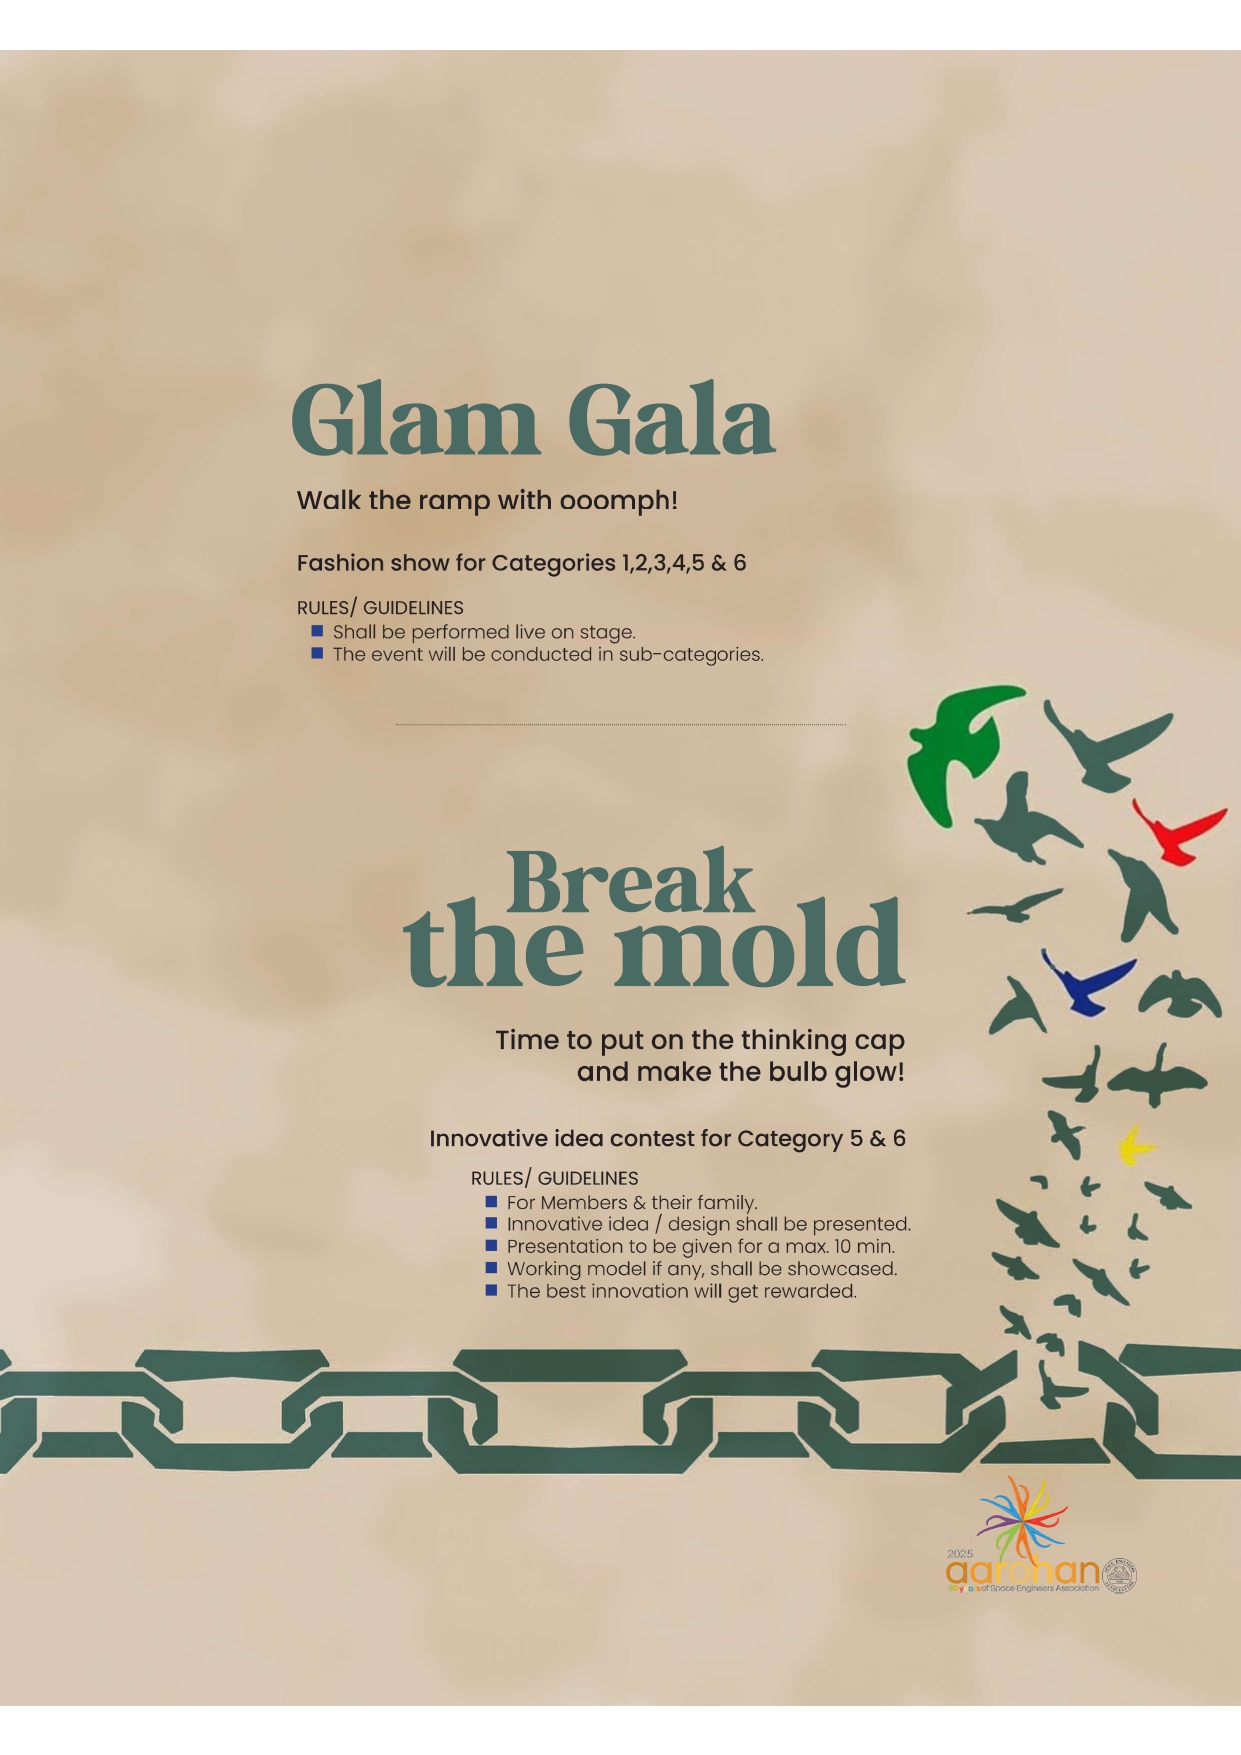 Glam Gala
Walk the ramp with ooomph!
Fashion show for Categories 1,2,3,4,5 & 6
RULES/ GUIDELINES
Shall be performed live on stage.
The event will be conducted in sub-categories.
Break
the mold
Time to put on the thinking cap
and make the bulb glow!
Innovative idea contest for Category 5 & 6
RULES/ GUIDELINES
For Members & their family.
Innovative idea / design shall be presented.
Presentation to be given for a max. 10 min.
Working model if any, shall be showcased.
The best innovation will get rewarded.
2025
aarohan
50 years of Space Engineers Association